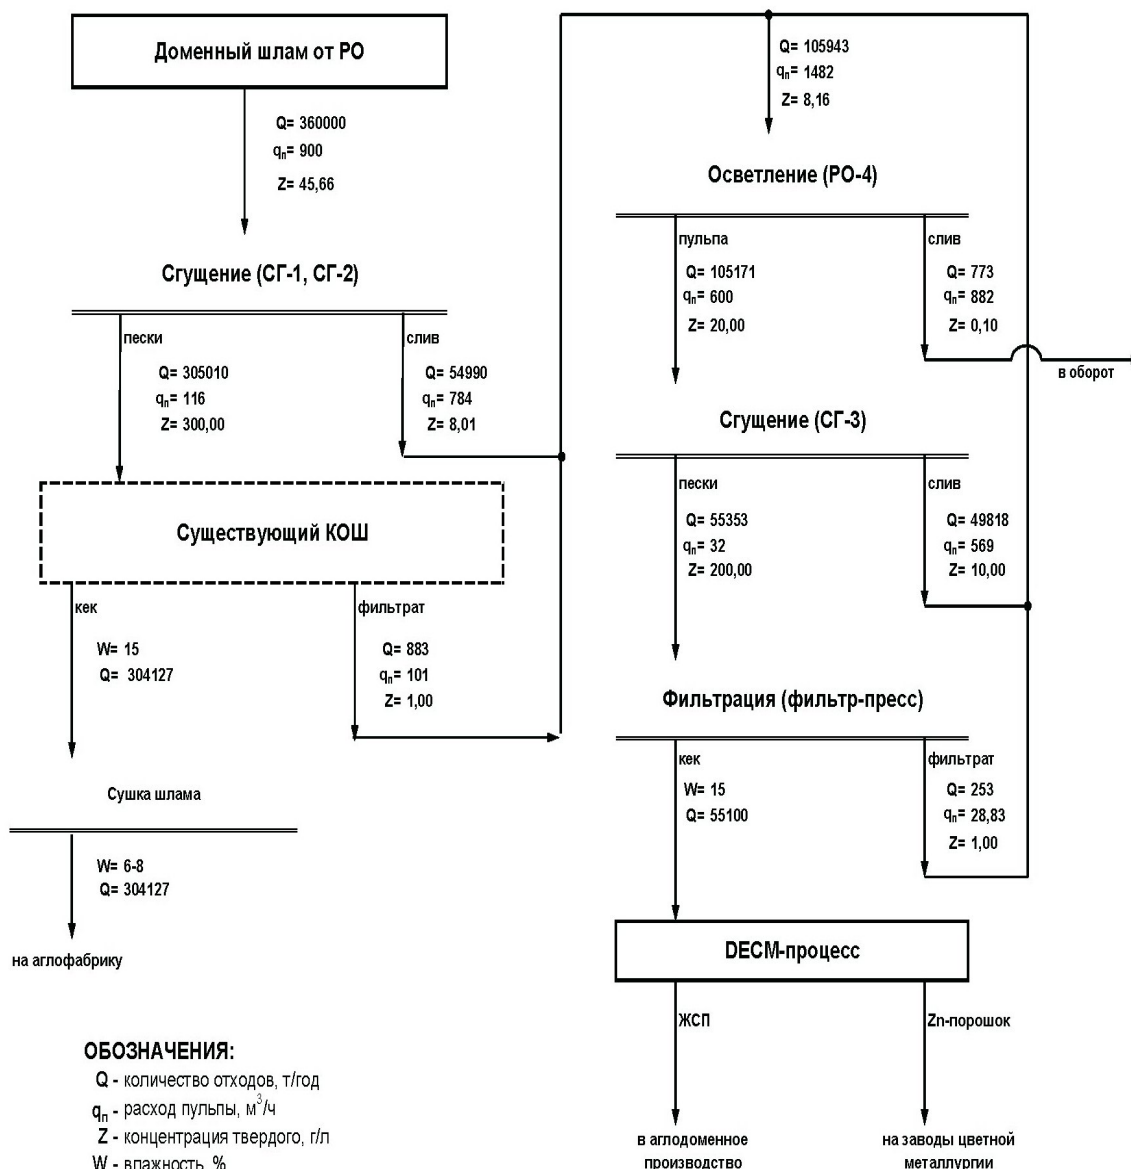 Доменный шлам от РО
Q= 360000
qп= 900
Z= 45,66
Сгущение (СГ-1, СГ-2)
пески
Q= 305010
qп= 116
Z= 300,00
слив
Q= 54990
qп= 784
Z= 8,01
Существующий КОШ
кек
W= 15
Q= 304127
фильтрат
Q= 883
qп= 101
Z= 1,00
Сушка шлама
W= 6-8
Q= 304127
на аглофабрику
Q= 105943
qп= 1482
Z= 8,16
Осветление (РО-4)
пульпа
Q= 105171
qп= 600
Z= 20,00
слив
Q= 773
qп= 882
Z= 0,10
в оборот
Сгущение (СГ-3)
пески
Q= 55353
qп= 32
Z= 200,00
слив
Q= 49818
qп= 569
Z= 10,00
Фильтрация (фильтр-пресс)
кек
W= 15
Q= 55100
фильтрат
Q= 253
qп= 28,83
Z= 1,00
DECM-процесс
ЖСП
Zn-порошок
в аглодоменное
производство
на заводы цветной
металлургии
ОБОЗНАЧЕНИЯ:
Q - количество отходов, т/год
qп - расход пульпы, м³/ч
Z - концентрация твердого, г/л
W - влажность, %